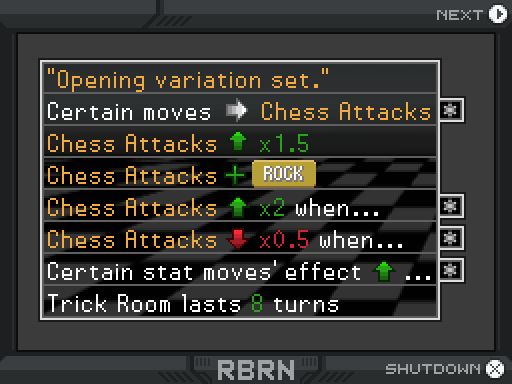 NEXT
"Opening variation set."
Certain moves Chess Attacks
Chess Attacks x1.5
Chess Attacks + ROCK
Chess Attacks x2 when...
Chess Attacks x0.5 when...
Certain stat moves' effect ...
Trick Room lasts 8 turns
RBRN
SHUTDOWN